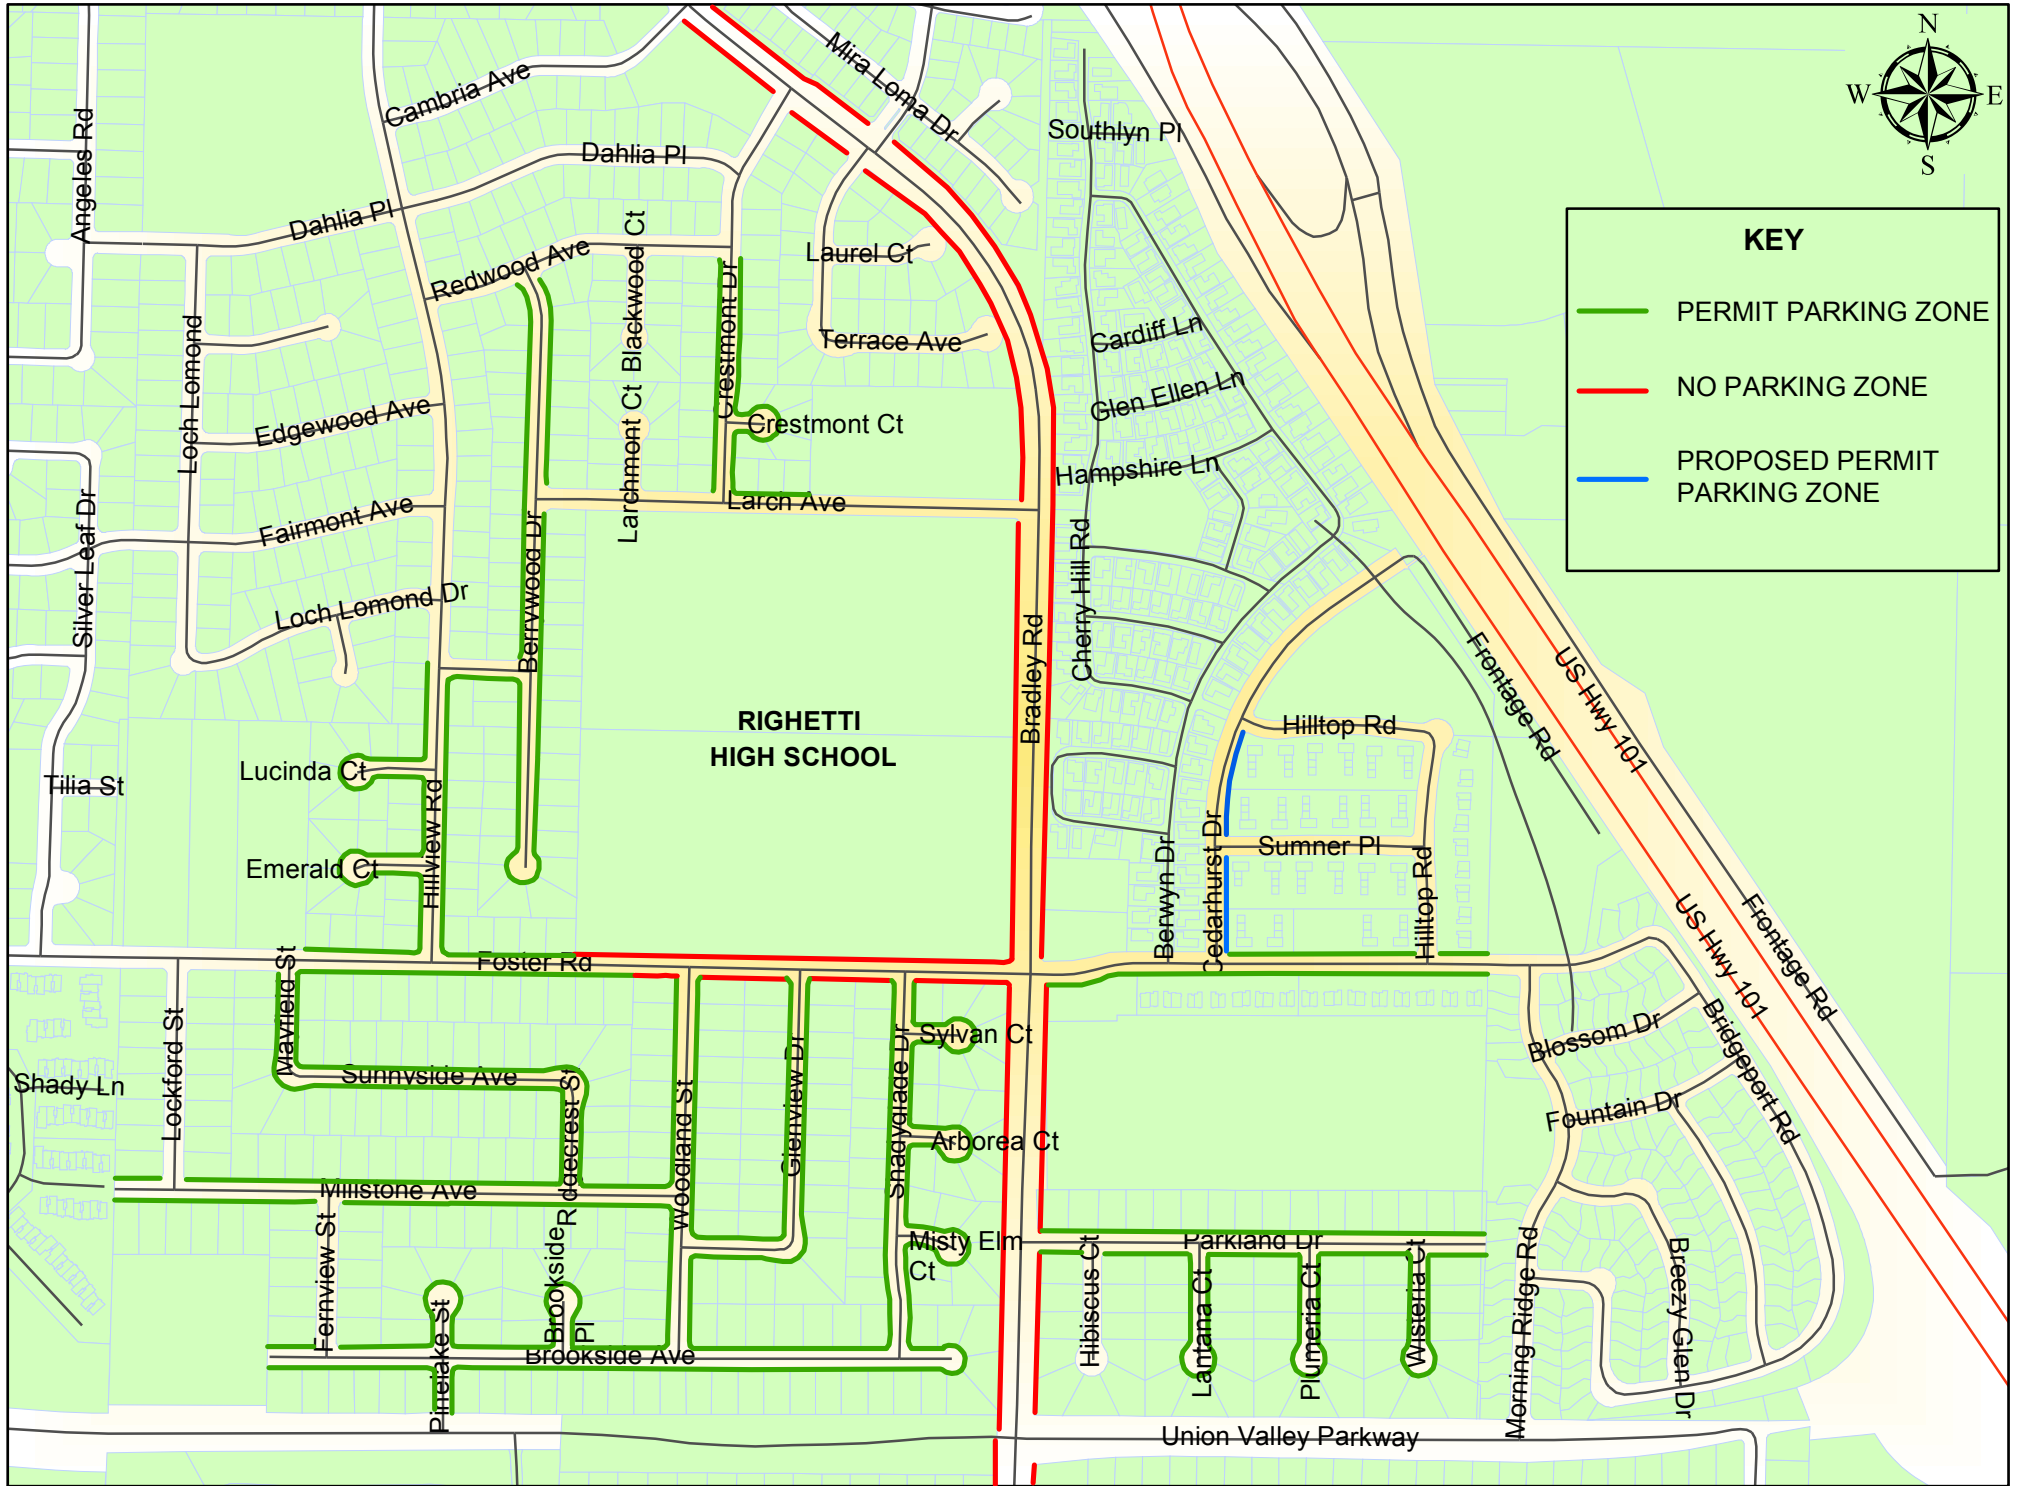 N
W
E
S
KEY
PERMIT PARKING ZONE
NO PARKING ZONE
PROPOSED PERMIT
PARKING ZONE
Mira Loma Dr
Cambria Ave
Angeles Rd
Southlyn Pl
Dahlia Pl
Dahlia Pl
Redwood Ave
Blackwood Ct
Crestmont Dr
Laurel Ct
Terrace Ave
Cardiff Ln
Loch Lomond
Edgewood Ave
Larchmont Ct
Crestmont Ct
Glen Ellen Ln
Hampshire Ln
Larch Ave
Fairmont Ave
Silver Leaf Dr
Loch Lomond Dr
Berrywood Dr
Bradley Rd
Cherry Hill Rd
RIGHETTI
HIGH SCHOOL
Hilltop Rd
Frontage Rd
US Hwy 101
Lucinda Ct
Tilia St
Hillview Rd
Emerald Ct
Berwyn Dr
Cedarhurst Dr
Sumner Pl
Hilltop Rd
US Hwy 101
Frontage Rd
Foster Rd
Mayfield St
Lockford St
Shady Ln
Sunnyside Ave
Ridgecrest St
Woodland St
Glenview Dr
Shadyglade Dr
Sylvan Ct
Arborea Ct
Misty Elm
Ct
Blossom Dr
Bridgeport Rd
Fountain Dr
Millstone Ave
Fernview St
Pinelake St
Brookside
Pl
Brookside Ave
Parkland Dr
Hibiscus Ct
Lantana Ct
Plumeria Ct
Wisteria Ct
Morning Ridge Rd
Breezy Glen Dr
Union Valley Parkway